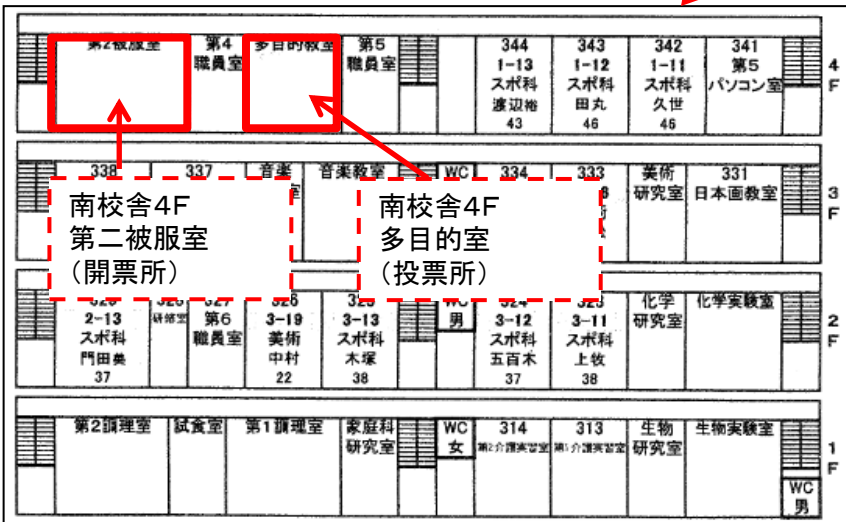 第2被服室
第4
職員室
多目的教室
第5
職員室
344
1-13
スポ科
渡辺裕
43
343
1-12
スポ科
田丸
46
342
1-11
スポ科
久世
46
341
第5
パソコン室
4
F
338
337
音楽
音楽教室
WC
334
333
美術
研究室
331
日本画教室
3
F
南校舎4F
第二被服室
（開票所）
南校舎4F
多目的室
（投票所）
2-13
スポ科
門田美
37
研修室
327
第6
職員室
326
3-19
美術
中村
22
3-13
スポ科
木塚
38
WC
男
324
3-12
スポ科
五百木
37
323
3-11
スポ科
上牧
38
化学
研究室
化学実験室
2
F
第2調理室
試食室
第1調理室
家庭科
研究室
WC
女
314
第2介護実習室
313
第1介護実習室
生物
研究室
生物実験室
WC
男
1
F